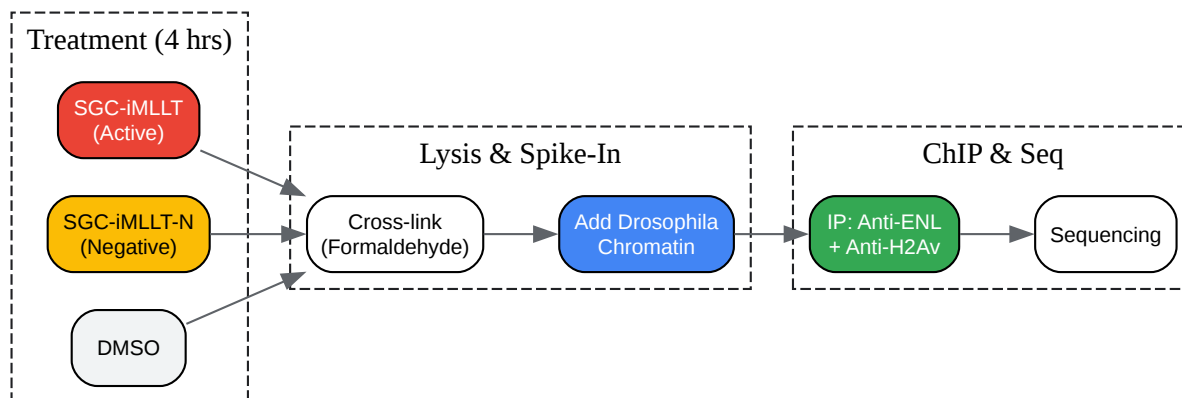 Treatment (4 hrs)
SGC-iMLLT
(Active)
SGC-iMLLT-N
(Negative)
DMSO
Lysis & Spike-In
Cross-link
(Formaldehyde)
Add Drosophila
Chromatin
ChIP & Seq
IP: Anti-ENL
+ Anti-H2Av
Sequencing